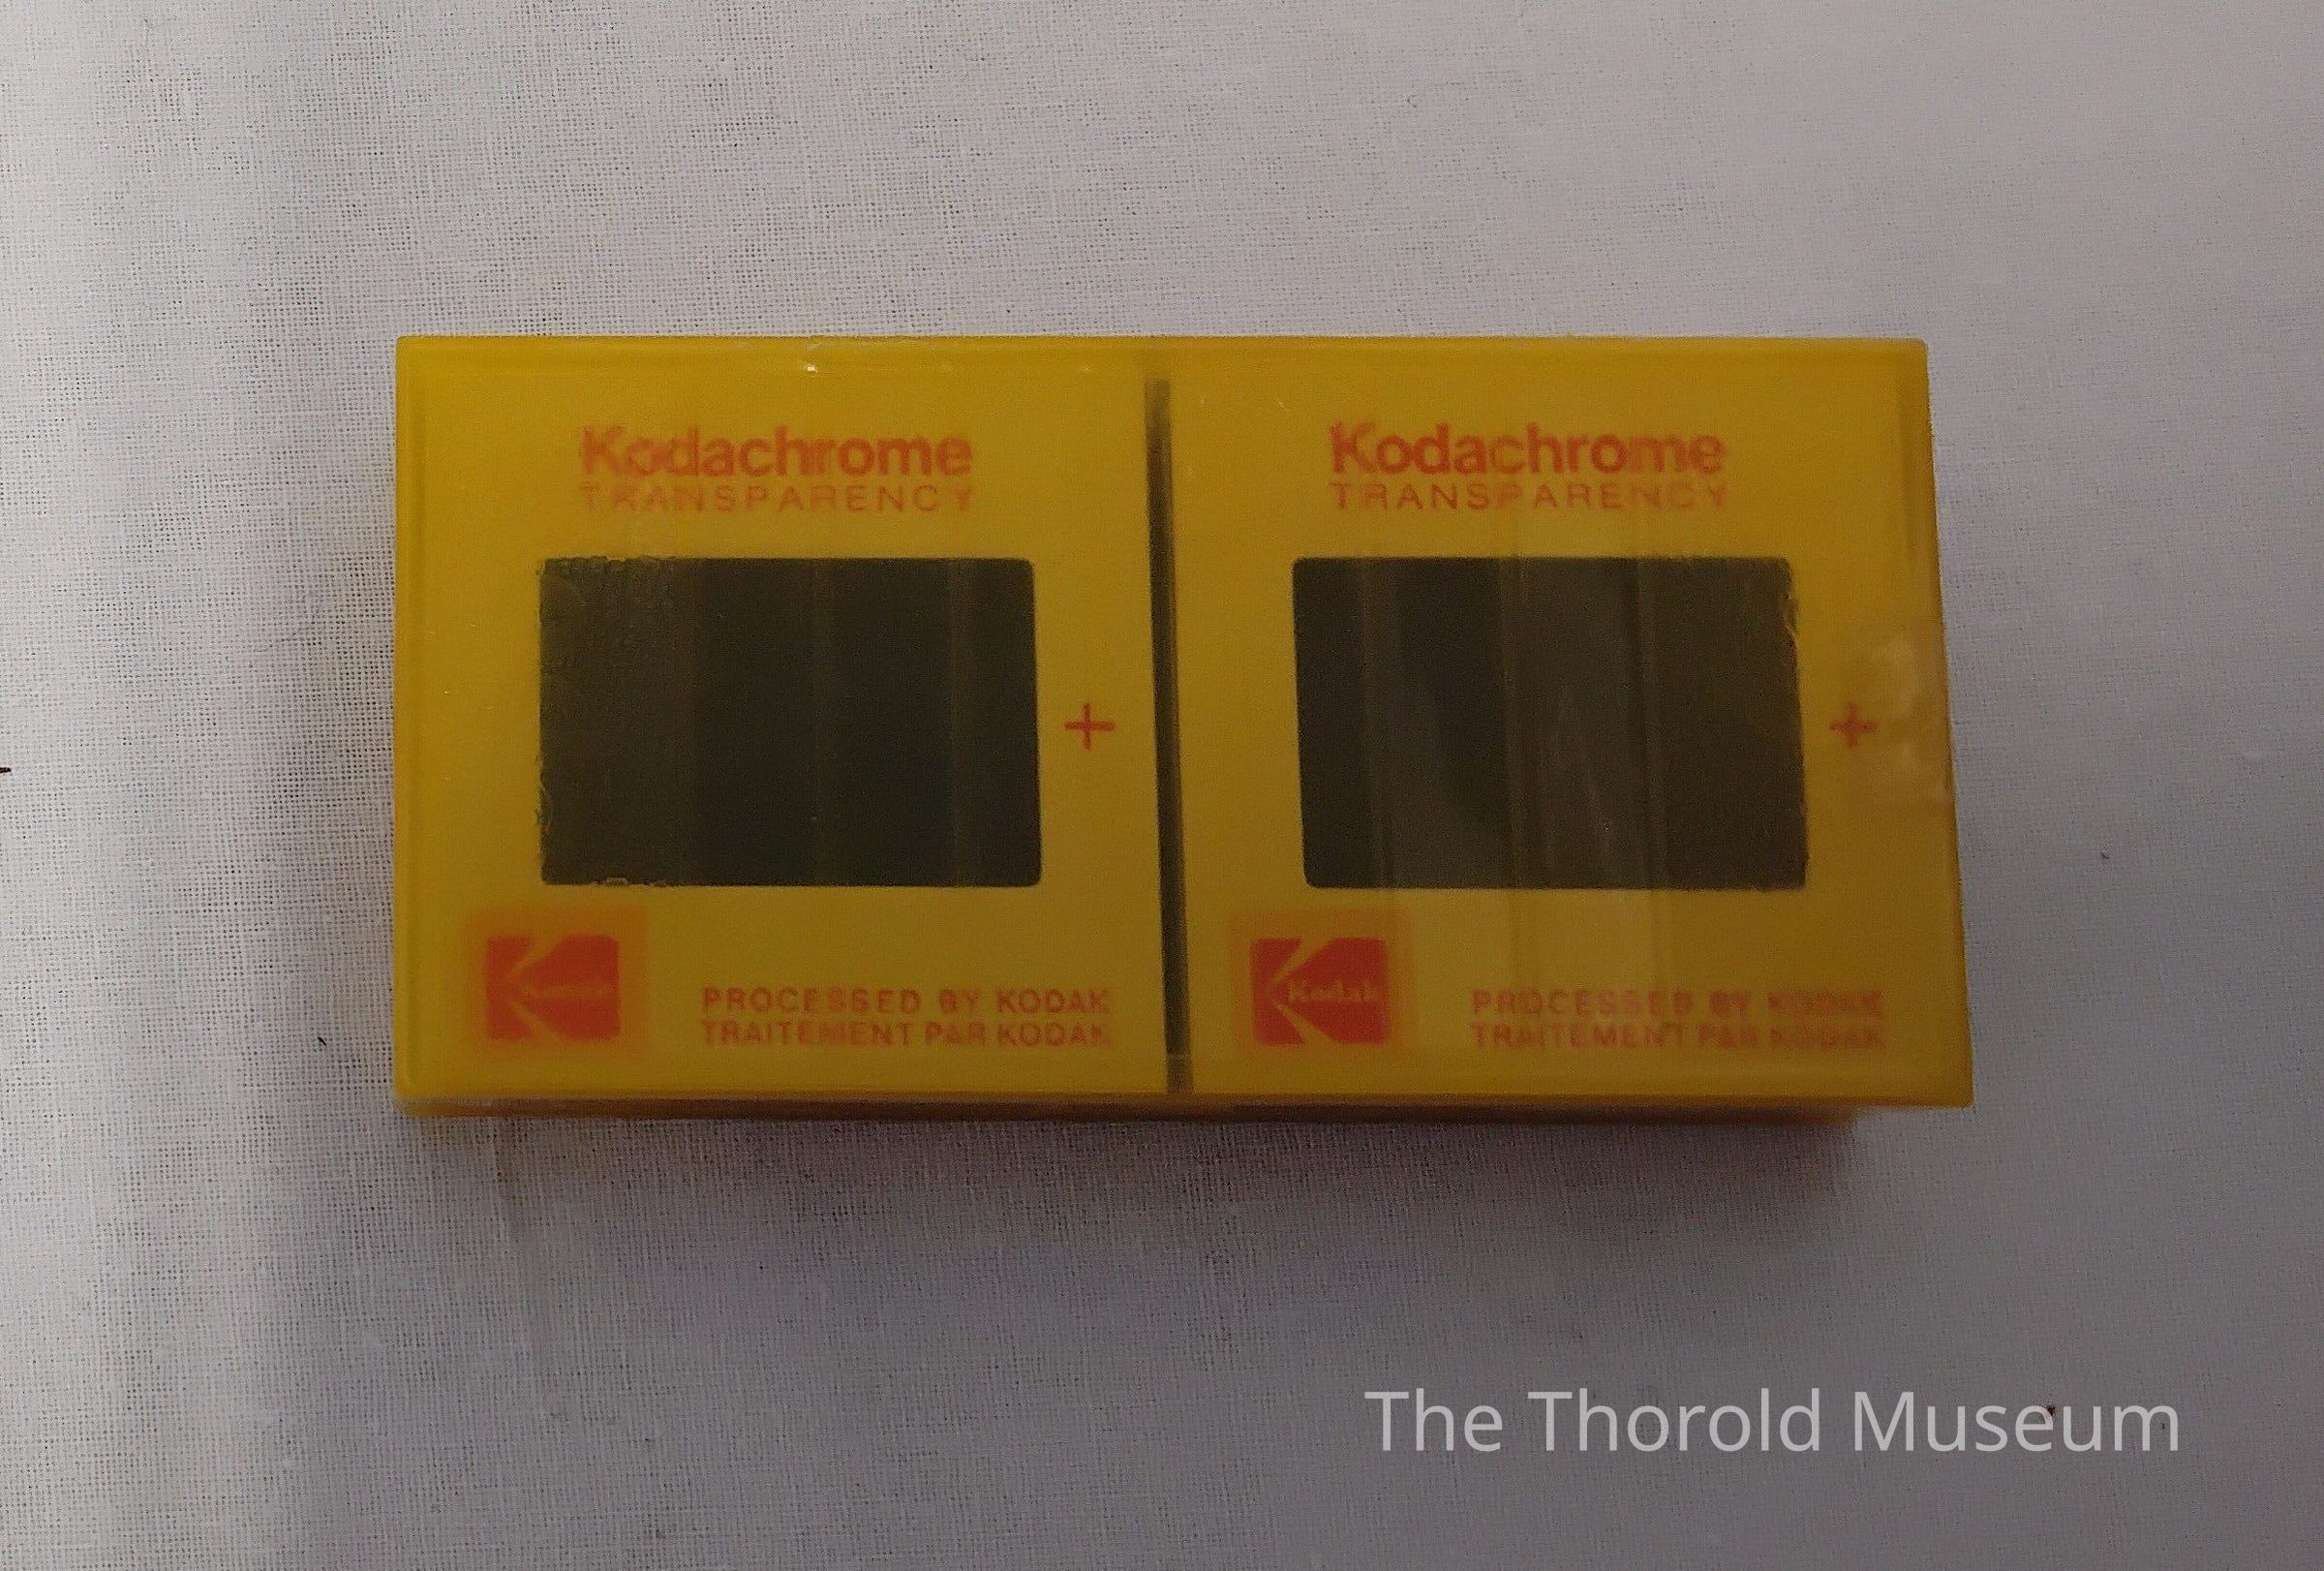 Kodachrome
TRANSPARENCY
+
Kodak
PROCESSED BY KODAK
TRAITEMENT PAR KODAK
Kodachrome
TRANSPARENCY
+
Kodak
PROCESSED BY KODAK
TRAITEMENT PAR KODAK
The Thorold Museum